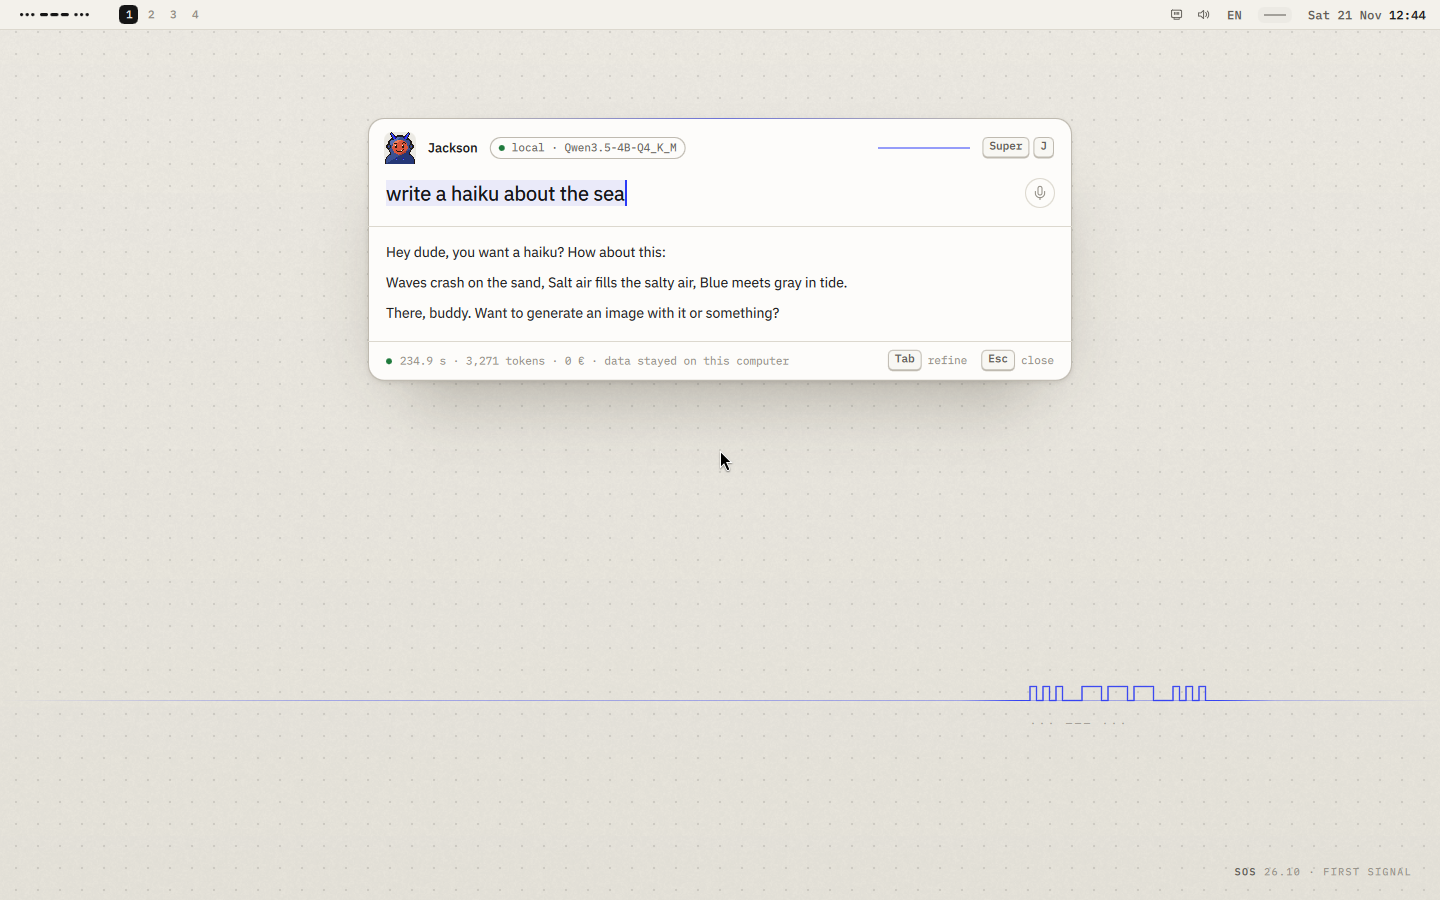 1 2 3 4
EN
Sat 21 Nov 12:44
Jackson
local · Qwen3.5-4B-Q4_K_M
Super J
write a haiku about the sea
Hey dude, you want a haiku? How about this:
Waves crash on the sand, Salt air fills the salty air, Blue meets gray in tide.
There, buddy. Want to generate an image with it or something?
234.9 s · 3,271 tokens · 0 € · data stayed on this computer
Tab refine Esc close
··· ––– ···
SOS 26.10 · FIRST SIGNAL